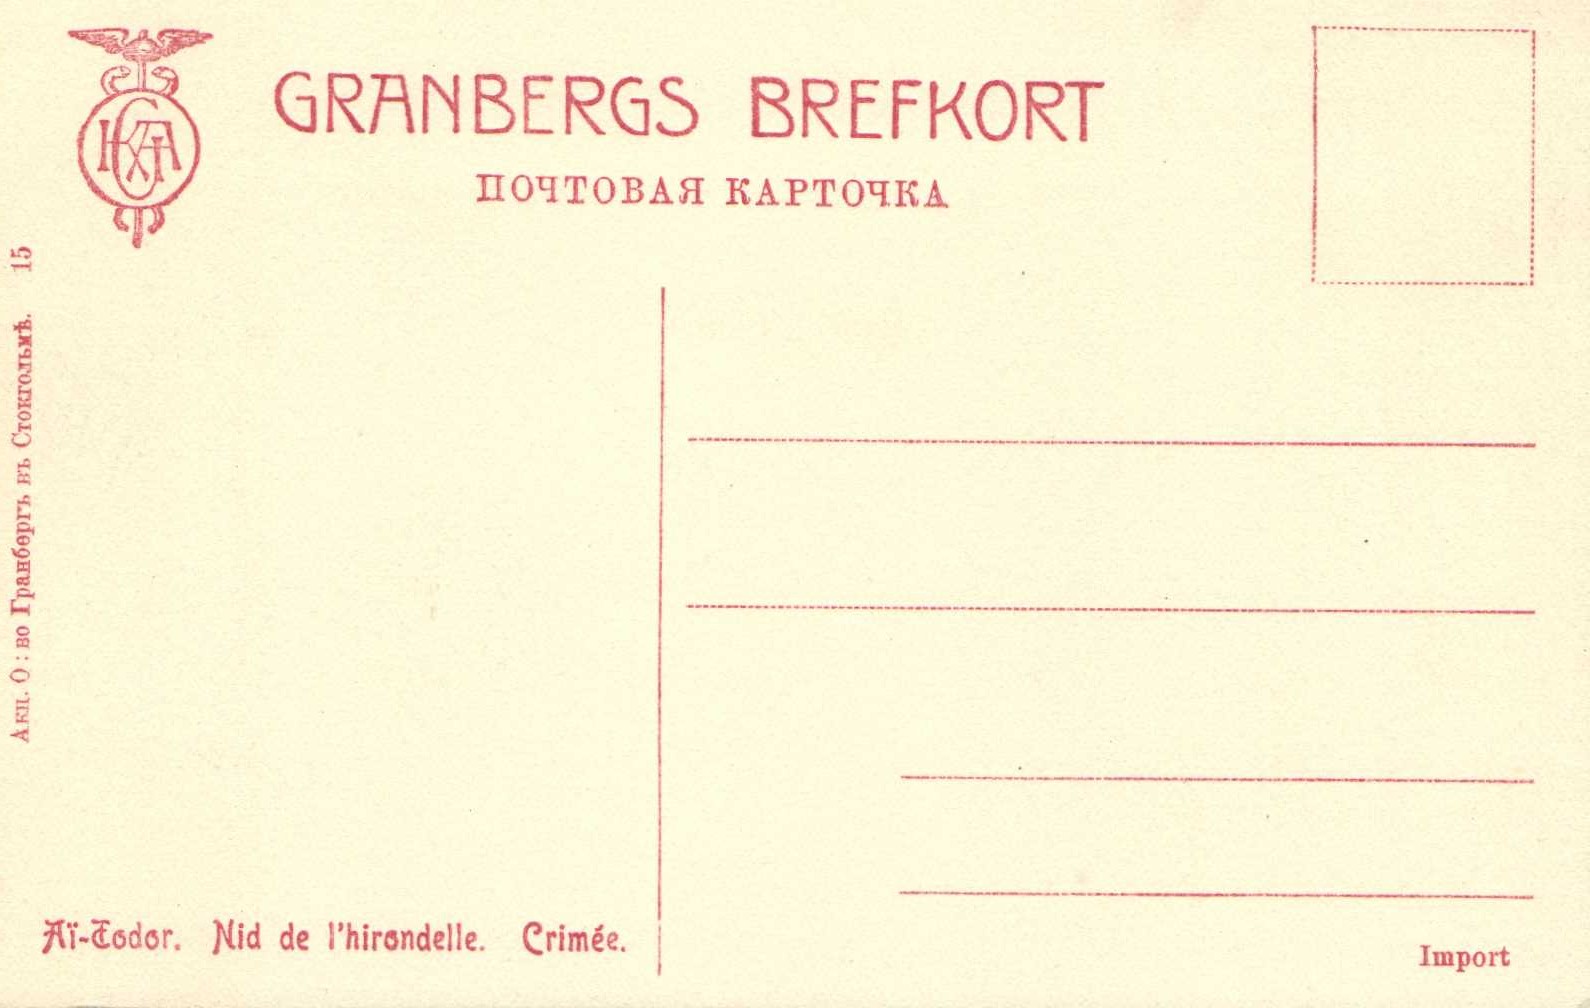 GRANBERGS BREFKORT
ПОЧТОВАЯ КАРТОЧКА
Акц. О: во Гранбергъ въ Стокгольмѣ. 15
Aï-Todor. Nid de l'hirondelle. Crimée.
Import